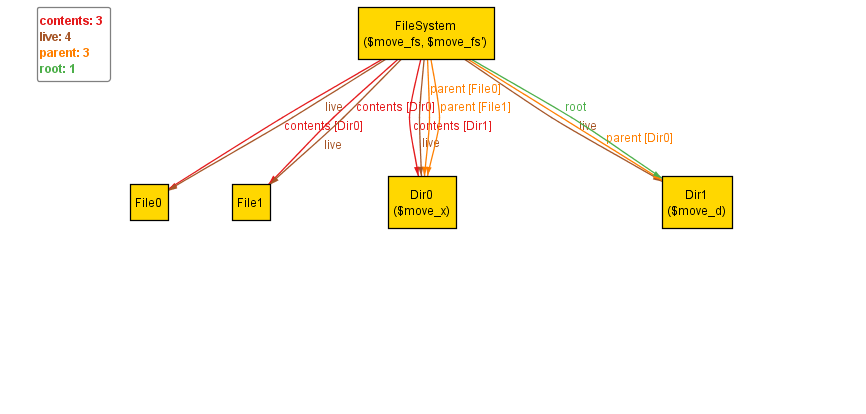 contents: 3
live: 4
parent: 3
root: 1
FileSystem
($move_fs, $move_fs')
parent [File0]
live
contents [Dir0]
parent [File1]
root
contents [Dir0]
contents [Dir1]
live
parent [Dir0]
live
live
File0
File1
Dir0
($move_x)
Dir1
($move_d)